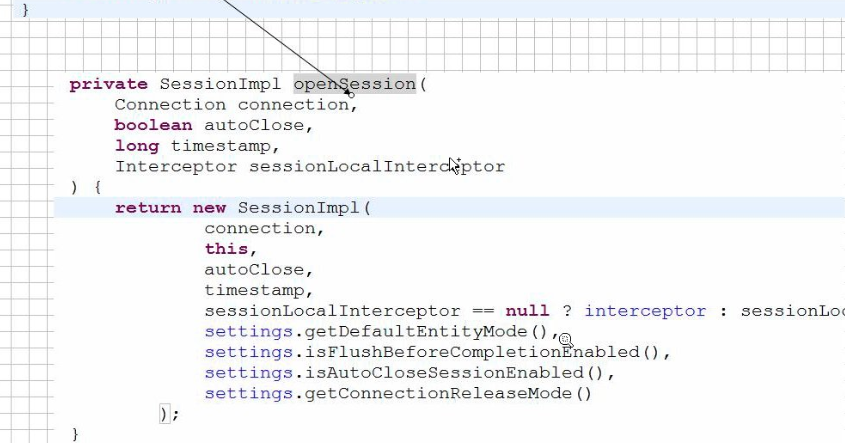 }
private SessionImpl openSession(
Connection connection,
boolean autoClose,
long timestamp,
Interceptor sessionLocalInterceptor
) {
return new SessionImpl(
connection,
this,
autoClose,
timestamp,
sessionLocalInterceptor == null ? interceptor : sessionLo
settings.getDefaultEntityMode(),
settings.isFlushBeforeCompletionEnabled(),
settings.isAutoCloseSessionEnabled(),
settings.getConnectionReleaseMode()
);
}